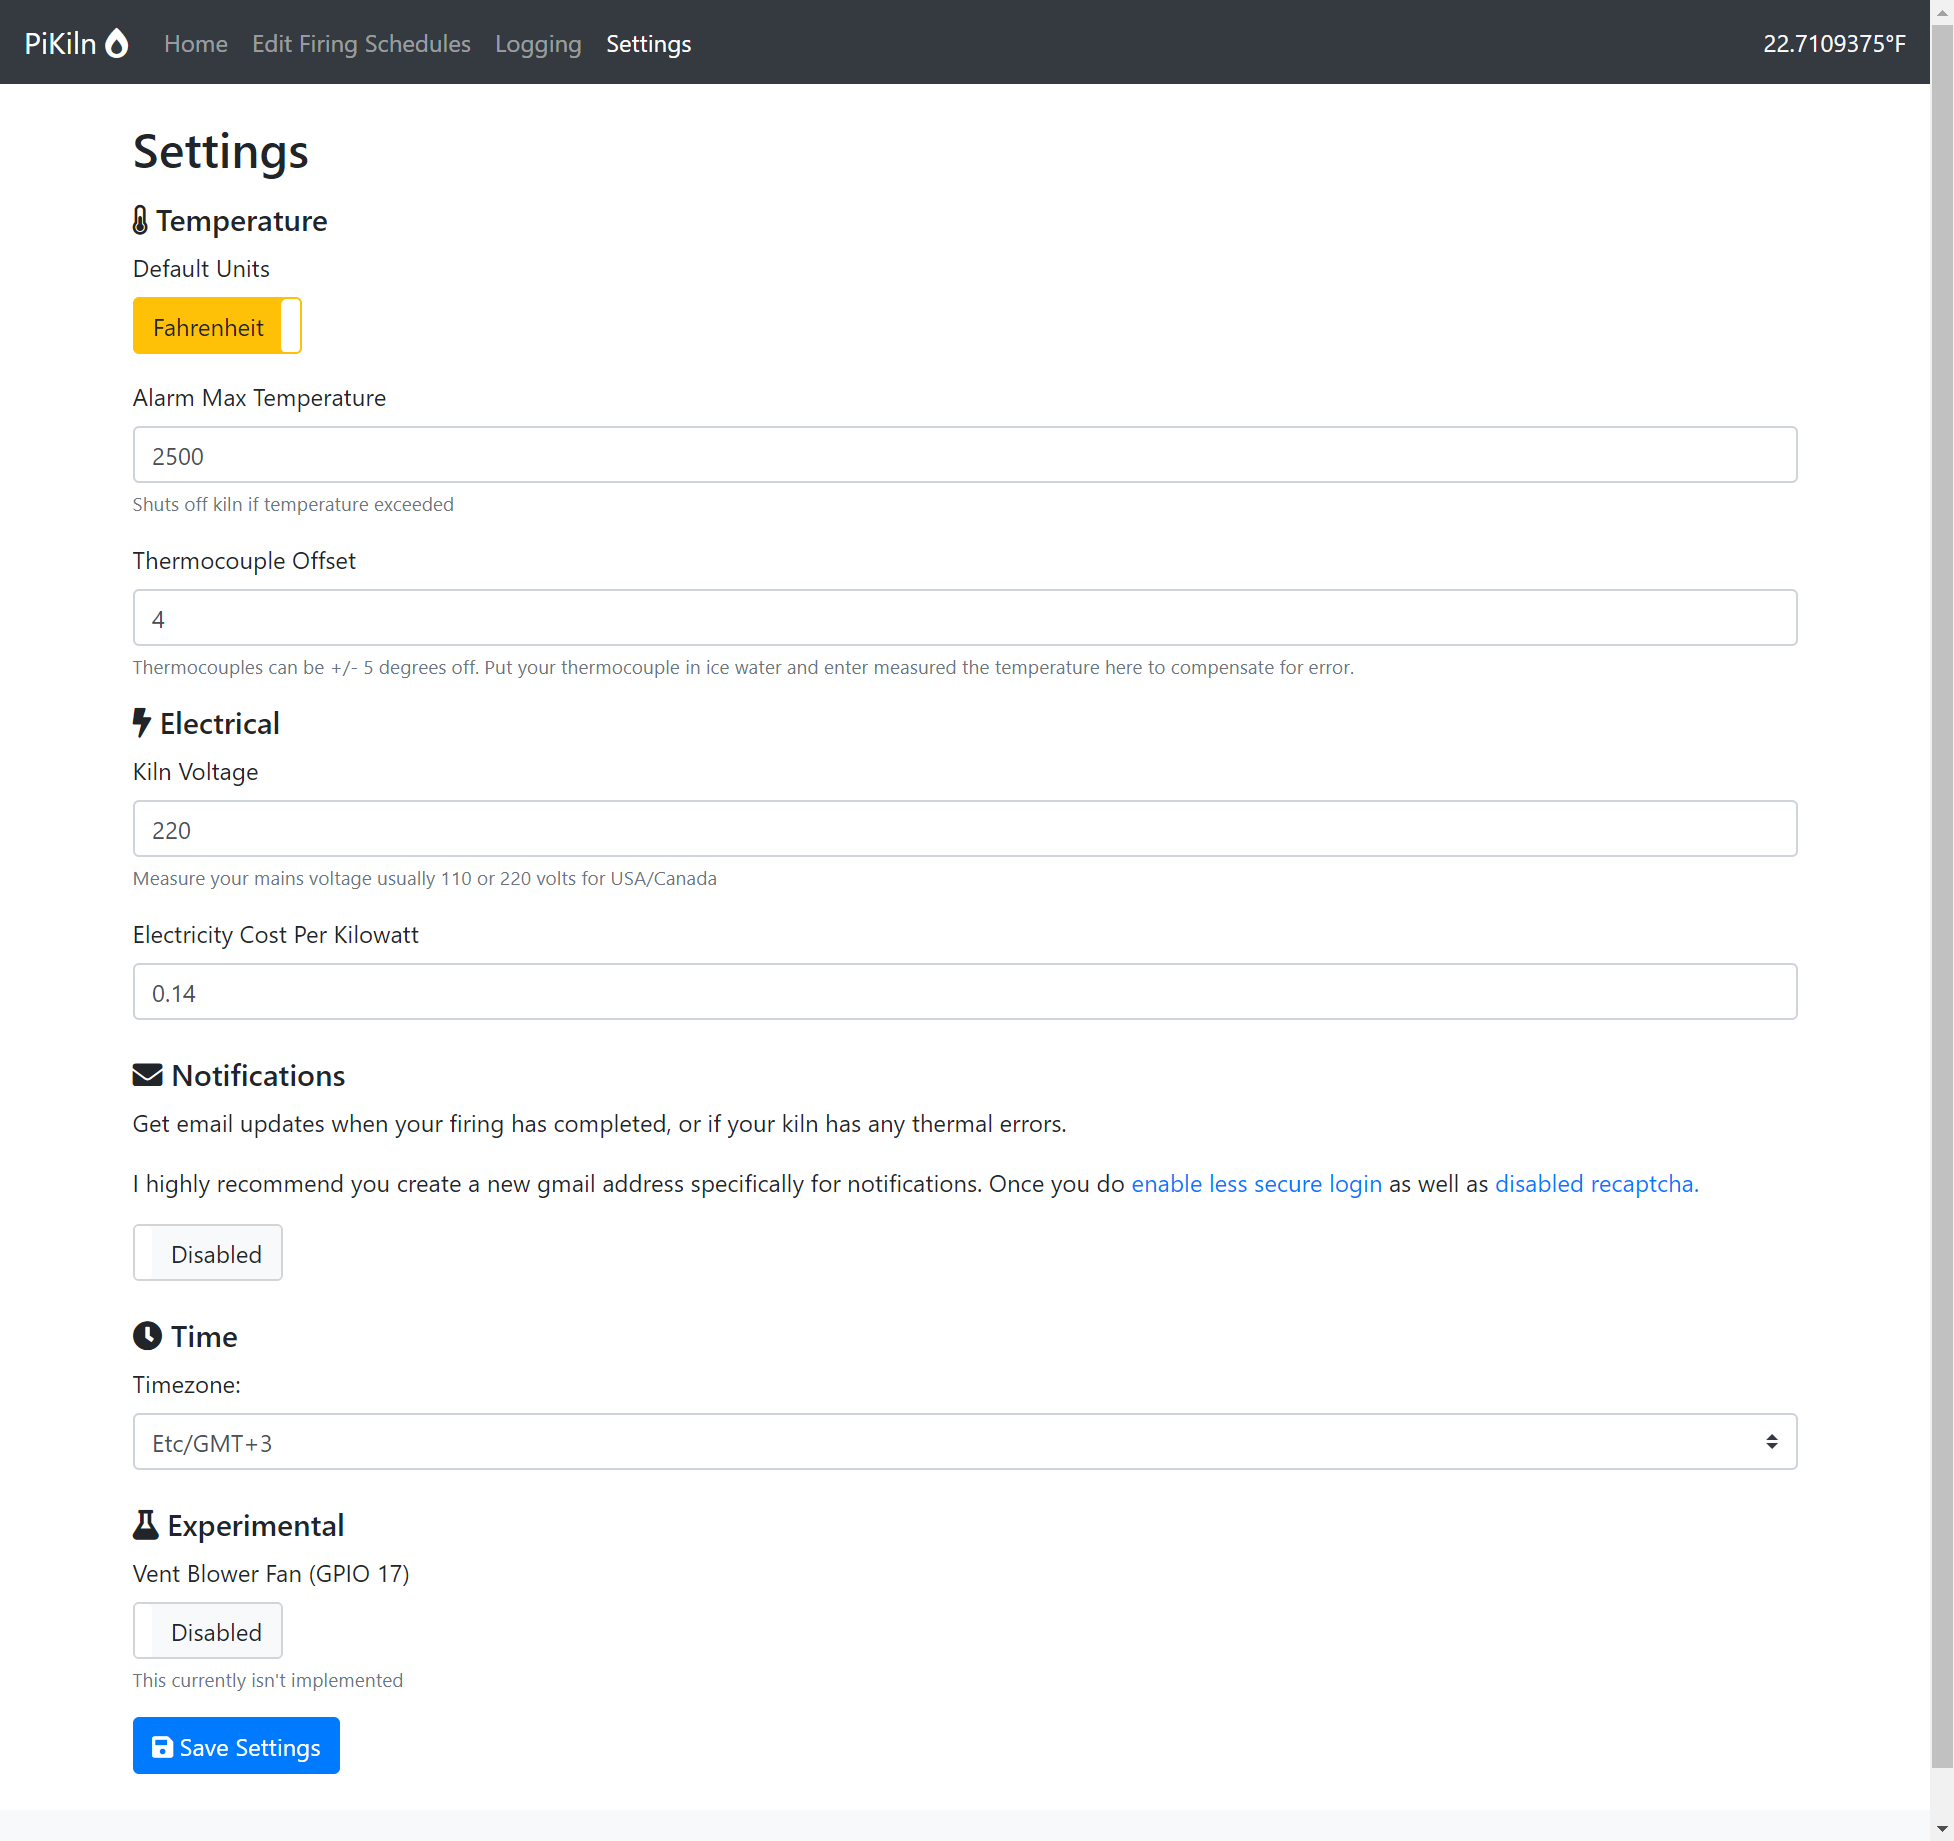 PiKiln Home Edit Firing Schedules Logging Settings 22.7109375°F
Settings
Temperature
Default Units
Fahrenheit
Alarm Max Temperature
2500
Shuts off kiln if temperature exceeded
Thermocouple Offset
4
Thermocouples can be +/- 5 degrees off. Put your thermocouple in ice water and enter measured the temperature here to compensate for error.
Electrical
Kiln Voltage
220
Measure your mains voltage usually 110 or 220 volts for USA/Canada
Electricity Cost Per Kilowatt
0.14
Notifications
Get email updates when your firing has completed, or if your kiln has any thermal errors.
I highly recommend you create a new gmail address specifically for notifications. Once you do enable less secure login as well as disabled recaptcha.
Disabled
Time
Timezone:
Etc/GMT+3
Experimental
Vent Blower Fan (GPIO 17)
Disabled
This currently isn't implemented
Save Settings